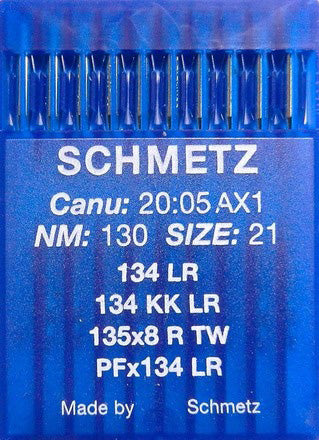 SCHMETZ
Canu: 20:05 AX1
NM: 130 SIZE: 21
134 LR
134 KK LR
135x8 R TW
PFx134 LR
Made by Schmetz